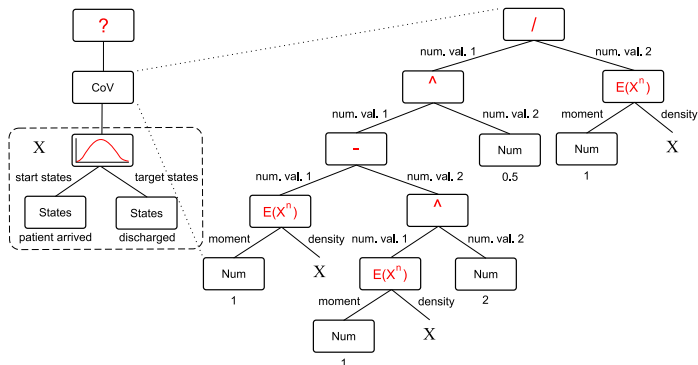 ?
/
num. val. 1
num. val. 2
CoV
^
E(Xⁿ)
num. val. 1
num. val. 2
moment
density
X
-
Num
Num
X
0.5
1
start states
target states
num. val. 1
num. val. 2
States
States
E(Xⁿ)
^
patient arrived
discharged
moment
density
num. val. 1
num. val. 2
Num
X
E(Xⁿ)
Num
1
moment
density
2
Num
X
1